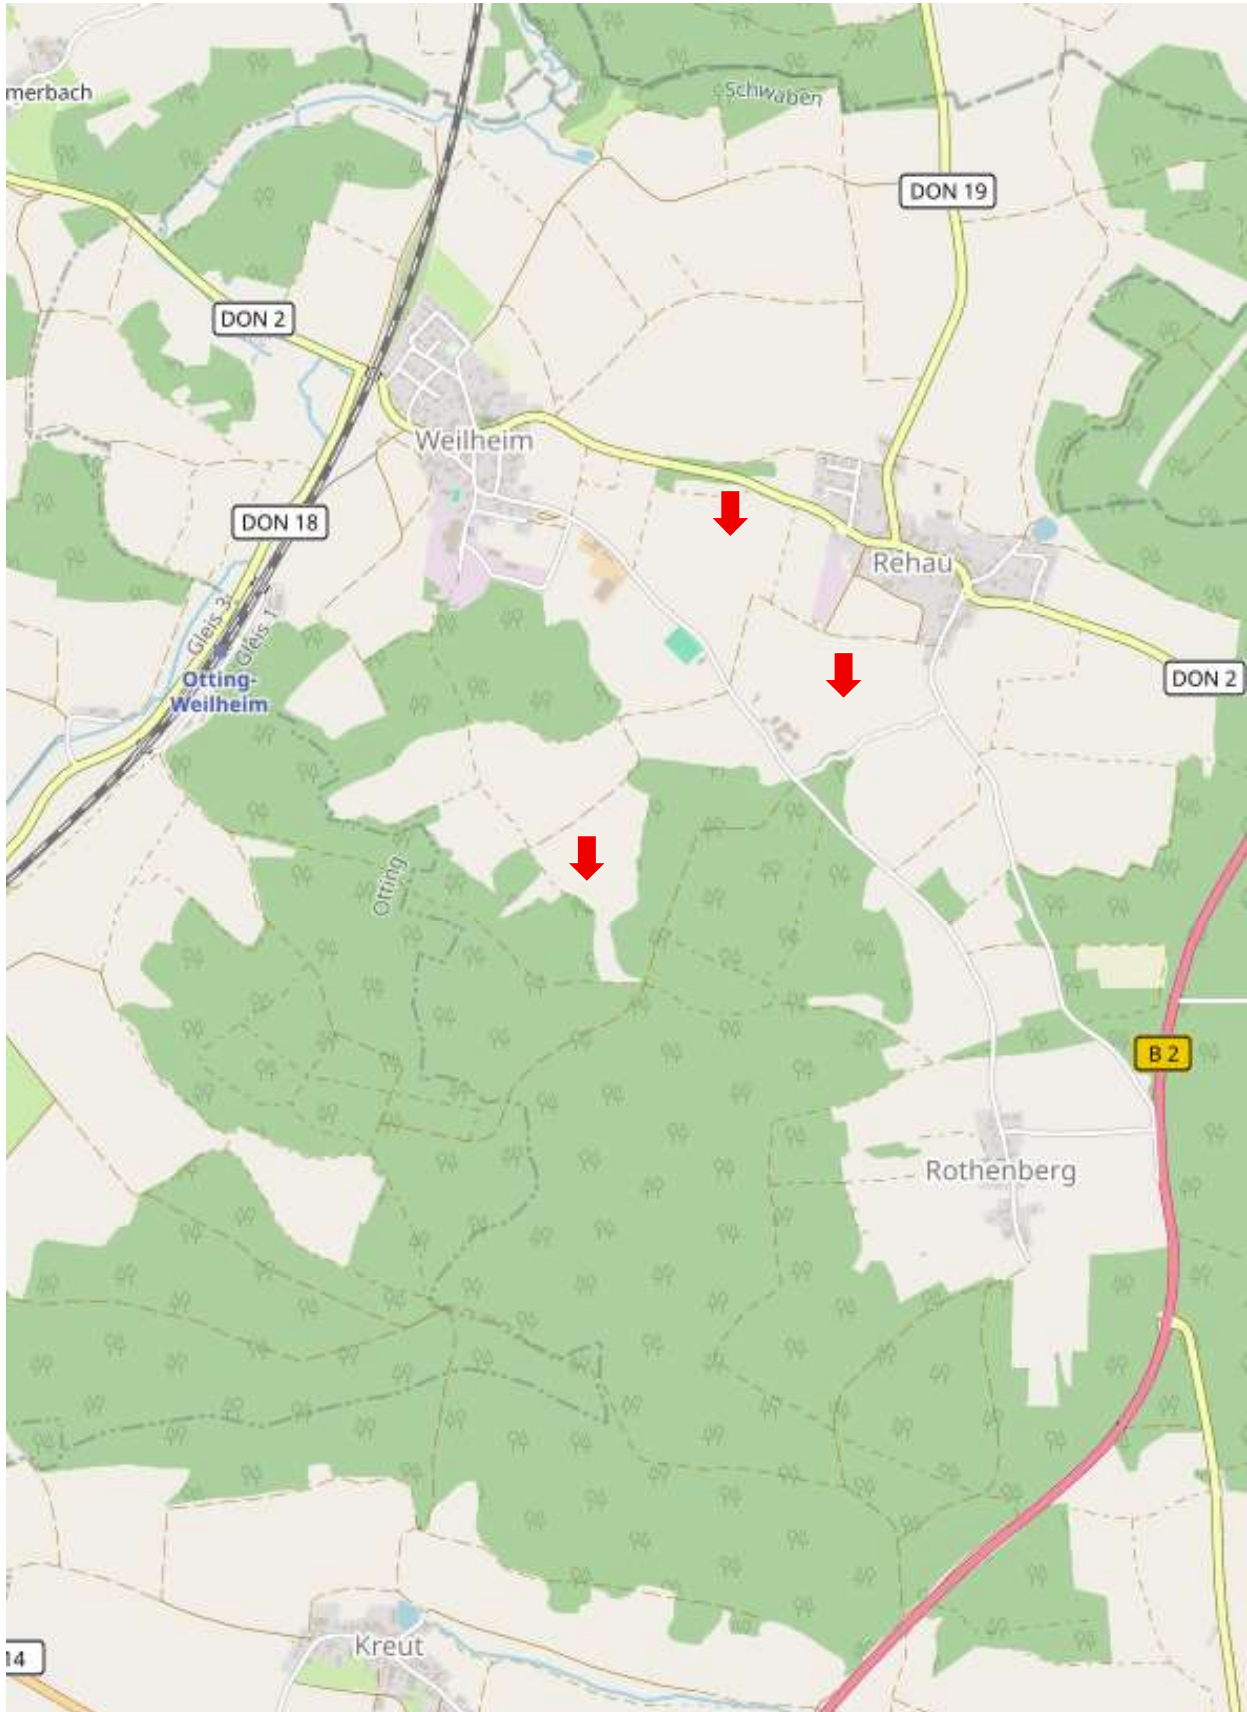 merbach
Schwaben
DON 19
DON 2
Weilheim
DON 18
Rehau
Gleis 3
Gleis 1
Otting-
Weilheim
DON 2
Otting
B 2
Rothenberg
Kreut
14